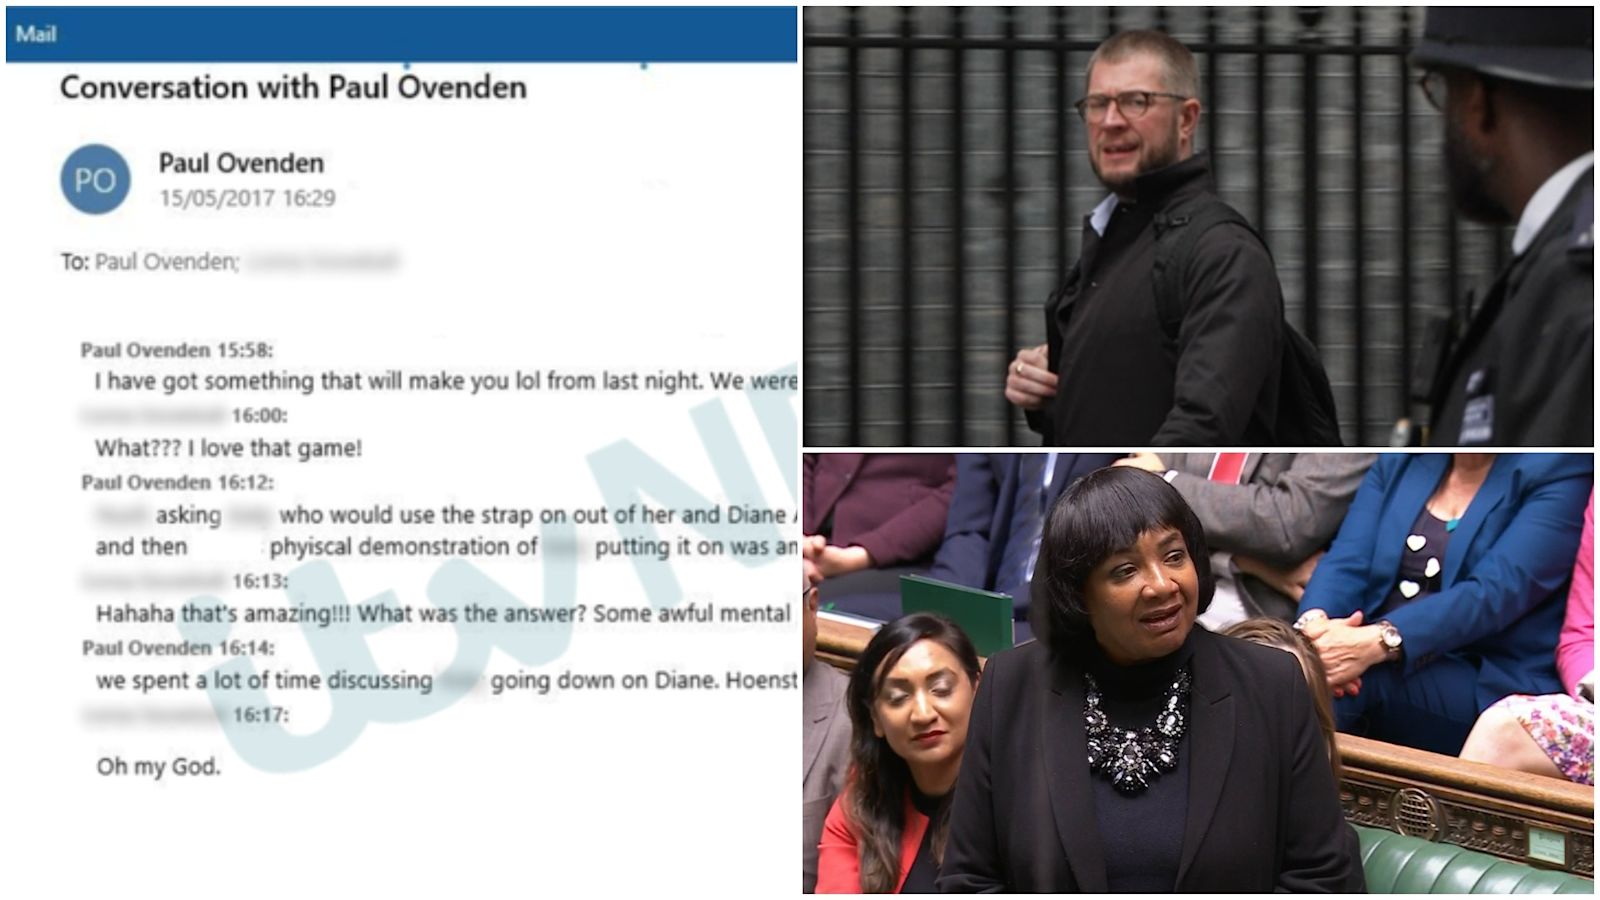 Mail
Conversation with Paul Ovenden
PO
Paul Ovenden
15/05/2017 16:29
To: Paul Ovenden;
Paul Ovenden 15:58:
I have got something that will make you lol from last night. We were
16:00:
What??? I love that game!
Paul Ovenden 16:12:
asking who would use the strap on out of her and Diane
and then phyiscal demonstration of putting it on was an
16:13:
Hahaha that's amazing!!! What was the answer? Some awful mental
Paul Ovenden 16:14:
we spent a lot of time discussing going down on Diane. Hoenst
16:17:
Oh my God.
itv NE